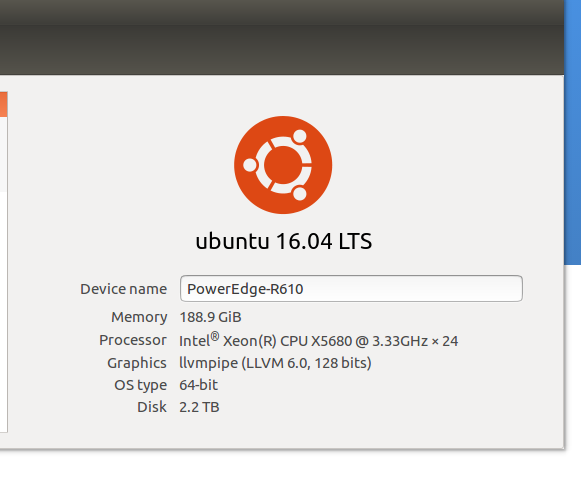 ubuntu 16.04 LTS
Device name PowerEdge-R610
Memory 188.9 GiB
Processor Intel® Xeon(R) CPU X5680 @ 3.33GHz × 24
Graphics llvmpipe (LLVM 6.0, 128 bits)
OS type 64-bit
Disk 2.2 TB